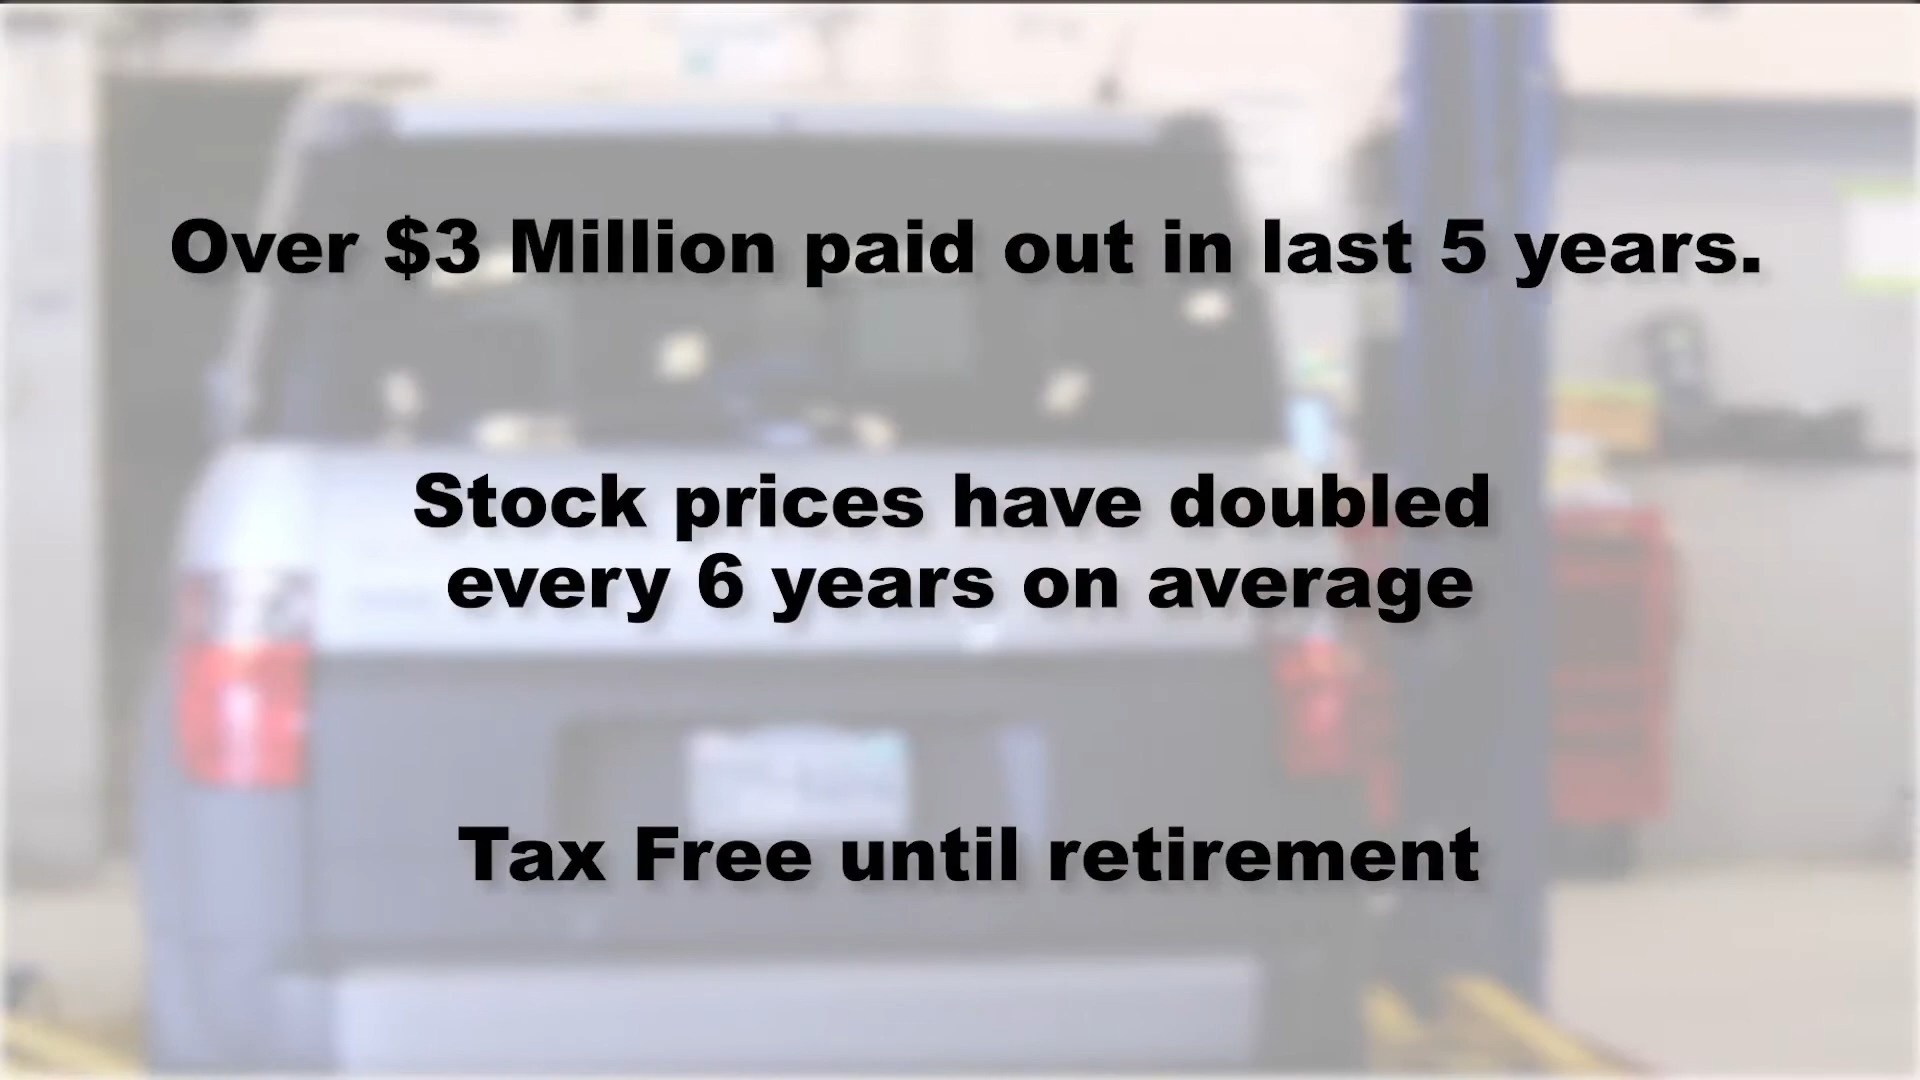 Over $3 Million paid out in last 5 years.
Stock prices have doubled
every 6 years on average
Tax Free until retirement